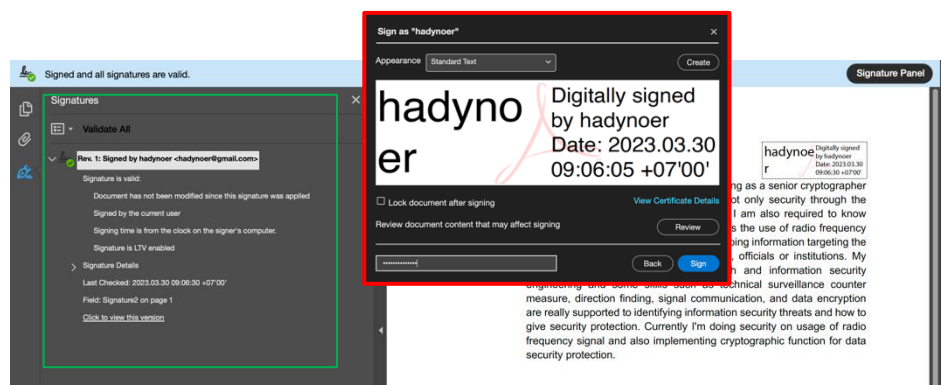 Signed and all signatures are valid.
Signature Panel
Signatures
Validate All
Rev. 1: Signed by hadynoer <hadynoer@gmail.com>
Signature is valid:
Document has not been modified since this signature was applied
Signed by the current user
Signing time is from the clock on the signer's computer.
Signature is LTV enabled
Signature Details
Last Checked: 2023.03.30 09:06:30 +07'00'
Field: Signature2 on page 1
Click to view this version
Sign as "hadynoer"
Appearance
Standard Text
Create
hadyno
er
Digitally signed
by hadynoer
Date: 2023.03.30
09:06:05 +07'00'
Lock document after signing
View Certificate Details
Review document content that may affect signing
Review
Back
Sign
hadynoe
r
Digitally signed
by hadynoer
Date: 2023.03.30
09:06:30 +07'00'
ng as a senior cryptographer
ot only security through the
I am also required to know
s the use of radio frequency
ping information targeting the
, officials or institutions. My
h and information security
engineering and some skills such as technical surveillance counter
measure, direction finding, signal communication, and data encryption
are really supported to identifying information security threats and how to
give security protection. Currently I'm doing security on usage of radio
frequency signal and also implementing cryptographic function for data
security protection.